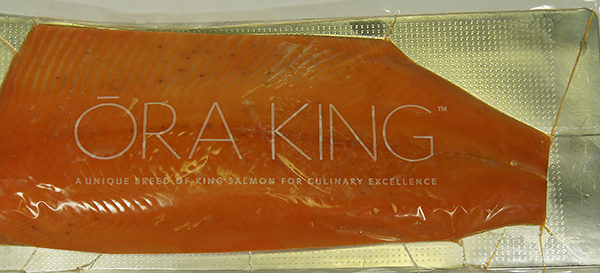 ŌRA KING™
A UNIQUE BREED OF KING SALMON FOR CULINARY EXCELLENCE